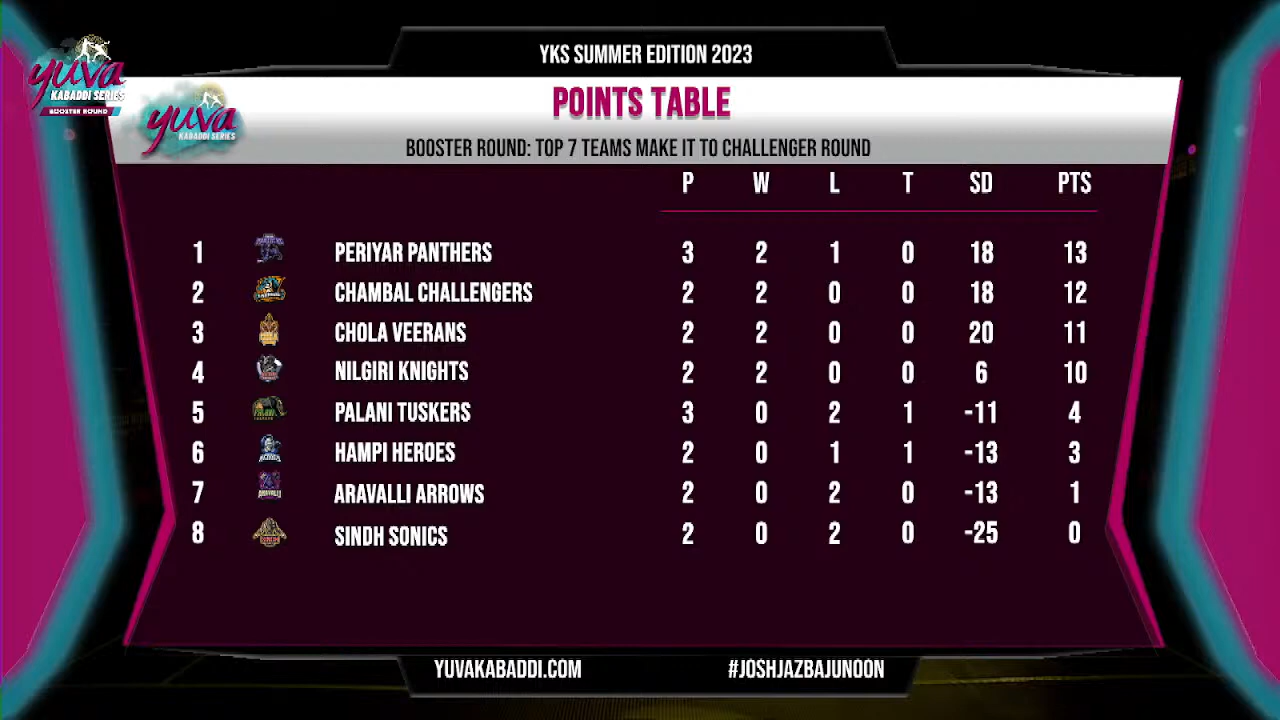 YKS SUMMER EDITION 2023
yuva
KABADDI SERIES
BOOSTER ROUND
yuva
KABADDI SERIES
POINTS TABLE
BOOSTER ROUND: TOP 7 TEAMS MAKE IT TO CHALLENGER ROUND
P W L T SD PTS
1 PERIYAR PANTHERS 3 2 1 0 18 13
2 CHAMBAL CHALLENGERS 2 2 0 0 18 12
3 CHOLA VEERANS 2 2 0 0 20 11
4 NILGIRI KNIGHTS 2 2 0 0 6 10
5 PALANI TUSKERS 3 0 2 1 -11 4
6 HAMPI HEROES 2 0 1 1 -13 3
7 ARAVALLI ARROWS 2 0 2 0 -13 1
8 SINDH SONICS 2 0 2 0 -25 0
YUVAKABADDI.COM #JOSHJAZBAJUNOON